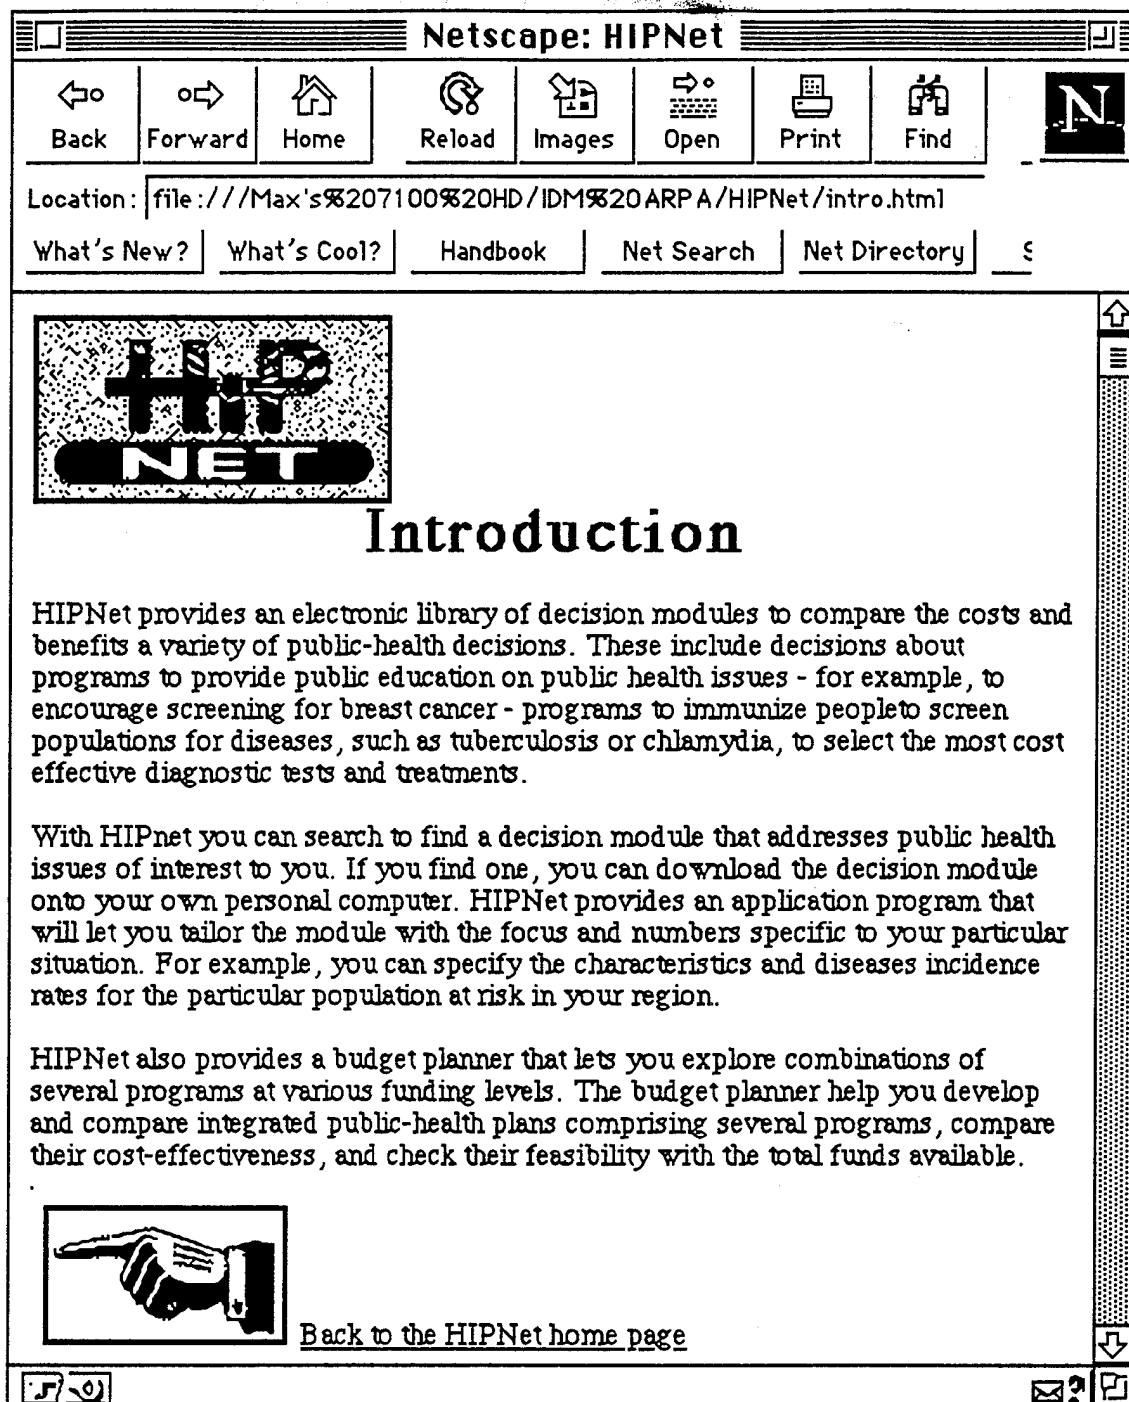 Netscape: HIPNet
Back Forward Home Reload Images Open Print Find
N
Location: file:///Max's%207100%20HD/IDM%20ARPA/HIPNet/intro.html
What's New? What's Cool? Handbook Net Search Net Directory S
HIP
NET
Introduction
HIPNet provides an electronic library of decision modules to compare the costs and
benefits a variety of public-health decisions. These include decisions about
programs to provide public education on public health issues - for example, to
encourage screening for breast cancer - programs to immunize peopleto screen
populations for diseases, such as tuberculosis or chlamydia, to select the most cost
effective diagnostic tests and treatments.
With HIPnet you can search to find a decision module that addresses public health
issues of interest to you. If you find one, you can download the decision module
onto your own personal computer. HIPNet provides an application program that
will let you tailor the module with the focus and numbers specific to your particular
situation. For example, you can specify the characteristics and diseases incidence
rates for the particular population at risk in your region.
HIPNet also provides a budget planner that lets you explore combinations of
several programs at various funding levels. The budget planner help you develop
and compare integrated public-health plans comprising several programs, compare
their cost-effectiveness, and check their feasibility with the total funds available.
.
Back to the HIPNet home page
?